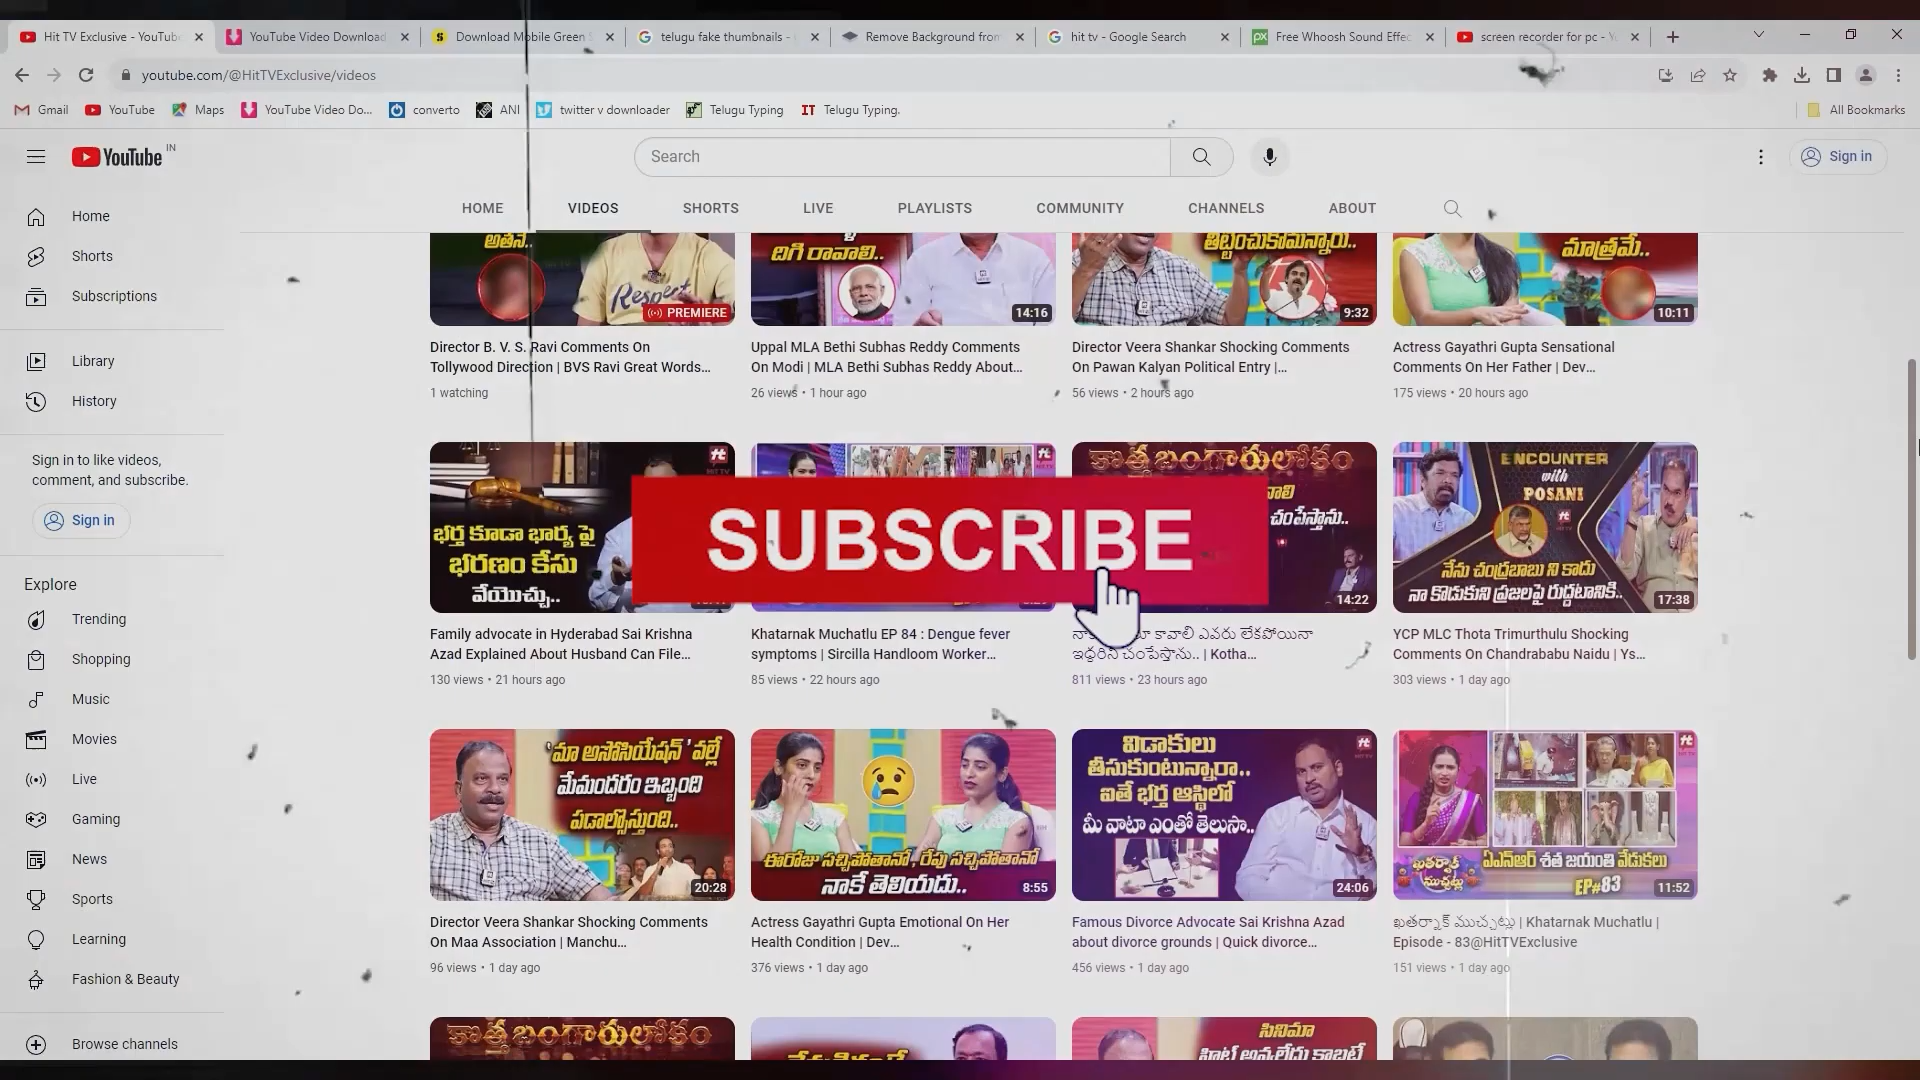 Hit TV Exclusive - YouTube
YouTube Video Download
Download Mobile Green S
telugu fake thumbnails -
Remove Background from
hit tv - Google Search
Free Whoosh Sound Effec
screen recorder for pc - Yo
youtube.com/@HitTVExclusive/videos
Gmail
YouTube
Maps
YouTube Video Do...
converto
ANI
twitter v downloader
Telugu Typing
IT Telugu Typing.
All Bookmarks
YouTube IN
Search
Sign in
HOME
VIDEOS
SHORTS
LIVE
PLAYLISTS
COMMUNITY
CHANNELS
ABOUT
Home
Shorts
Subscriptions
Library
History
Sign in to like videos,
comment, and subscribe.
Sign in
Explore
Trending
Shopping
Music
Movies
Live
Gaming
News
Sports
Learning
Fashion & Beauty
Browse channels
అతనే..
Respect
PREMIERE
దిగి రావాలి..
14:16
తిట్టించుకోమన్నారు..
9:32
మాత్రమే..
10:11
Director B. V. S. Ravi Comments On
Tollywood Direction | BVS Ravi Great Words...
1 watching
Uppal MLA Bethi Subhas Reddy Comments
On Modi | MLA Bethi Subhas Reddy About...
26 views • 1 hour ago
Director Veera Shankar Shocking Comments
On Pawan Kalyan Political Entry |...
56 views • 2 hours ago
Actress Gayathri Gupta Sensational
Comments On Her Father | Dev...
175 views • 20 hours ago
భర్త కూడా భార్య పై
భరణం కేసు
వేయొచ్చు..
కొత్త బంగారు లోకం
చంపేస్తాను..
14:22
ENCOUNTER
with
POSANI
నేను చంద్రబాబు ని కాదు
నా కొడుకుని ప్రజలపై రుద్దటానికి..
17:38
SUBSCRIBE
Family advocate in Hyderabad Sai Krishna
Azad Explained About Husband Can File...
130 views • 21 hours ago
Khatarnak Muchatlu EP 84 : Dengue fever
symptoms | Sircilla Handloom Worker...
85 views • 22 hours ago
కావాలి ఎవరు లేకపోయినా
ఇద్దరిని చంపేస్తాను.. | Kotha...
811 views • 23 hours ago
YCP MLC Thota Trimurthulu Shocking
Comments On Chandrababu Naidu | Ys...
303 views • 1 day ago
'మా అసోసియేషన్' వల్లే
మేమందరం ఇబ్బంది
పడాల్సొస్తుంది..
20:28
ఈరోజు సచ్చిపోతానో, రేపు సచ్చిపోతానో
నాకే తెలియదు..
8:55
విడాకులు
తీసుకుంటున్నారా..
ఐతే భర్త ఆస్థిలో
మీ వాటా ఎంతో తెలుసా..
24:06
ఖతర్నాక్ ముచ్చట్లు
ఏఎన్ఆర్ శత జయంతి వేడుకలు
EP#83
11:52
Director Veera Shankar Shocking Comments
On Maa Association | Manchu...
96 views • 1 day ago
Actress Gayathri Gupta Emotional On Her
Health Condition | Dev...
376 views • 1 day ago
Famous Divorce Advocate Sai Krishna Azad
about divorce grounds | Quick divorce...
456 views • 1 day ago
ఖతర్నాక్ ముచ్చట్లు | Khatarnak Muchatlu |
Episode - 83@HitTVExclusive
151 views • 1 day ago
కొత్త బంగారు లోకం
సినిమా